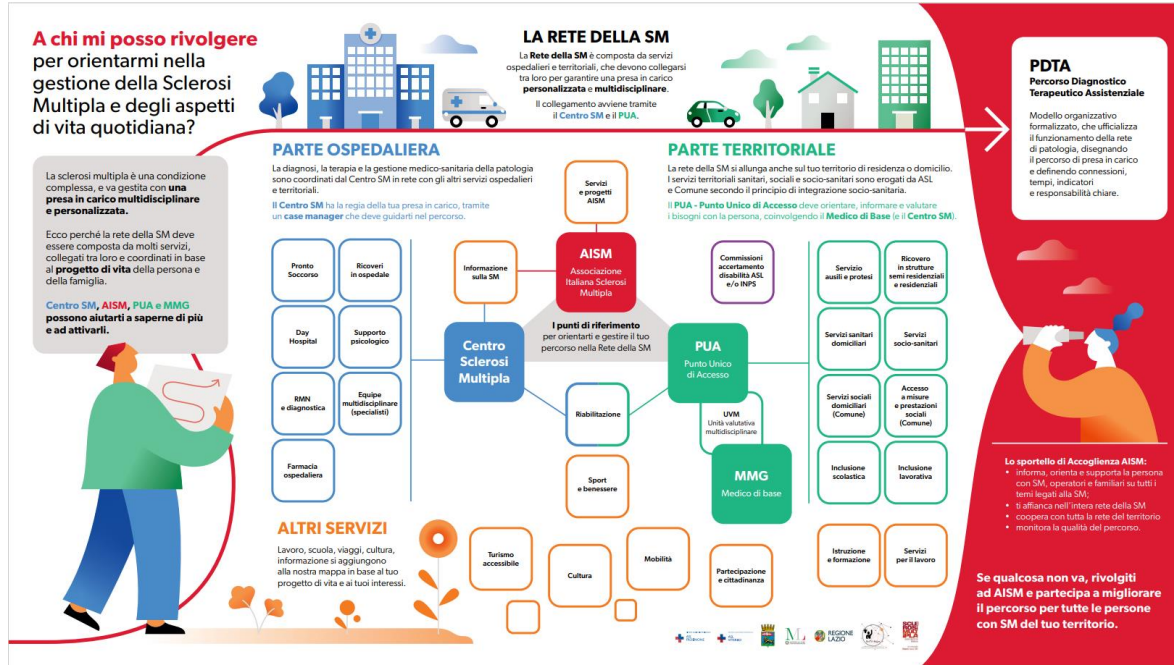 A chi mi posso rivolgere
per orientarmi nella
gestione della Sclerosi
Multipla e degli aspetti
di vita quotidiana?
La sclerosi multipla è una condizione
complessa, e va gestita con una
presa in carico multidisciplinare
e personalizzata.
Ecco perché la rete della SM deve
essere composta da molti servizi,
collegati tra loro e coordinati in base
al progetto di vita della persona e
della famiglia.
Centro SM, AISM, PUA e MMG
possono aiutarti a saperne di più
e ad attivarli.
LA RETE DELLA SM
La Rete della SM è composta da servizi
ospedalieri e territoriali, che devono collegarsi
tra loro per garantire una presa in carico
personalizzata e multidisciplinare.
Il collegamento avviene tramite
il Centro SM e il PUA.
PARTE OSPEDALIERA
La diagnosi, la terapia e la gestione medico-sanitaria della patologia
sono coordinati dal Centro SM in rete con gli altri servizi ospedalieri
e territoriali.
Il Centro SM ha la regia della tua presa in carico, tramite
un case manager che deve guidarti nel percorso.
Pronto
Soccorso
Ricoveri
in ospedale
Day
Hospital
Supporto
psicologico
RMN
e diagnostica
Equipe
multidisciplinare
(specialisti)
Farmacia
ospedaliera
Servizi
e progetti
AISM
Informazione
sulla SM
AISM
Associazione
Italiana Sclerosi
Multipla
I punti di riferimento
per orientarti e gestire il tuo
percorso nella Rete della SM
Centro
Sclerosi
Multipla
PUA
Punto Unico
di Accesso
Riabilitazione
UVM
Unità valutativa
multidisciplinare
MMG
Medico di base
Sport
e benessere
PARTE TERRITORIALE
La rete della SM si allunga anche sul tuo territorio di residenza o domicilio.
I servizi territoriali sanitari, sociali e socio-sanitari sono erogati da ASL
e Comune secondo il principio di integrazione socio-sanitaria.
Il PUA - Punto Unico di Accesso deve orientare, informare e valutare
i bisogni con la persona, coinvolgendo il Medico di Base (e il Centro SM).
Commissioni
accertamento
disabilità ASL
e/o INPS
Servizio
ausili e protesi
Ricovero
in strutture
semi residenziali
e residenziali
Servizi sanitari
domiciliari
Servizi
socio-sanitari
Servizi sociali
domiciliari
(Comune)
Accesso
a misure
e prestazioni
sociali
(Comune)
Inclusione
scolastica
Inclusione
lavorativa
Istruzione
e formazione
Servizi
per il lavoro
ALTRI SERVIZI
Lavoro, scuola, viaggi, cultura,
informazione si aggiungono
alla nostra mappa in base al tuo
progetto di vita e ai tuoi interessi.
Turismo
accessibile
Cultura
Mobilità
Partecipazione
e cittadinanza
REGIONE
LAZIO
PDTA
Percorso Diagnostico
Terapeutico Assistenziale
Modello organizzativo
formalizzato, che ufficializza
il funzionamento della rete
di patologia, disegnando
il percorso di presa in carico
e definendo connessioni,
tempi, indicatori
e responsabilità chiare.
Lo sportello di Accoglienza AISM:
• informa, orienta e supporta la persona
con SM, operatori e familiari su tutti i
temi legati alla SM;
• ti affianca nell'intera rete della SM
• coopera con tutta la rete del territorio
• monitora la qualità del percorso.
Se qualcosa non va, rivolgiti
ad AISM e partecipa a migliorare
il percorso per tutte le persone
con SM del tuo territorio.